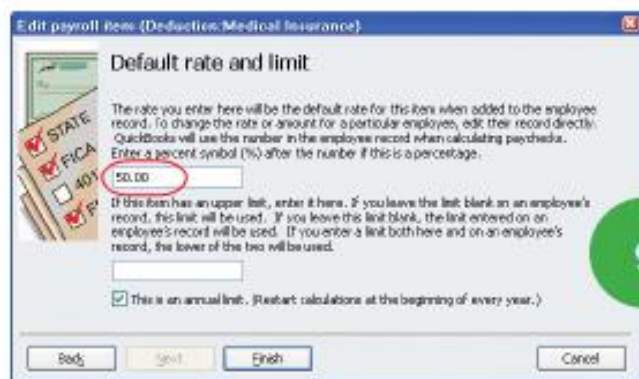 Edit payroll item (Deduction:Medical Insurance)
Default rate and limit
STATE
FICA
401
The rate you enter here will be the default rate for this item when added to the employee
record. To change the rate or amount for a particular employee, edit their record directly.
QuickBooks will use the number in the employee record when calculating paychecks.
Enter a percent symbol (%) after the number if this is a percentage.
50.00
If this item has an upper limit, enter it here. If you leave the limit blank on an employee's
record, this limit will be used. If you leave this limit blank, the limit entered on an
employee's record will be used. If you enter a limit both here and on an employee's
record, the lower of the two will be used.
This is an annual limit. (Restart calculations at the beginning of every year.)
Back
Next
Finish
Cancel